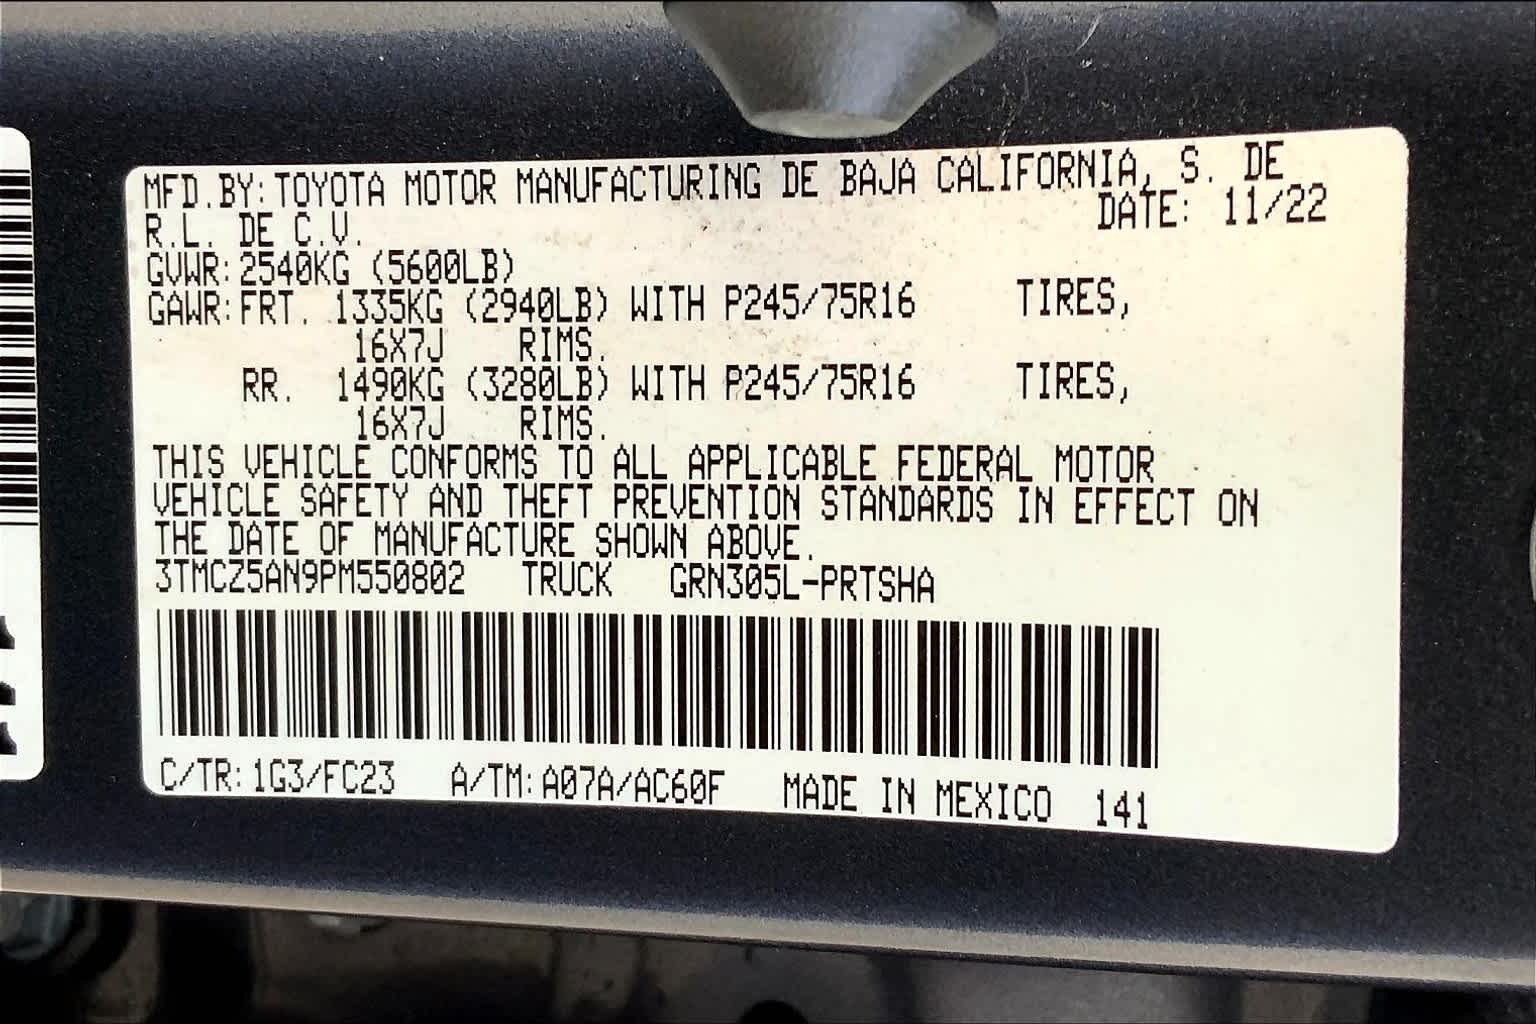 MFD.BY:TOYOTA MOTOR MANUFACTURING DE BAJA CALIFORNIA, S. DE
R.L. DE C.V. DATE: 11/22
GVWR:2540KG (5600LB)
GAWR:FRT. 1335KG (2940LB) WITH P245/75R16 TIRES,
16X7J RIMS.
RR. 1490KG (3280LB) WITH P245/75R16 TIRES,
16X7J RIMS.
THIS VEHICLE CONFORMS TO ALL APPLICABLE FEDERAL MOTOR
VEHICLE SAFETY AND THEFT PREVENTION STANDARDS IN EFFECT ON
THE DATE OF MANUFACTURE SHOWN ABOVE.
3TMCZ5AN9PM550802 TRUCK GRN305L-PRTSHA
C/TR:1G3/FC23 A/TM:A07A/AC60F MADE IN MEXICO 141